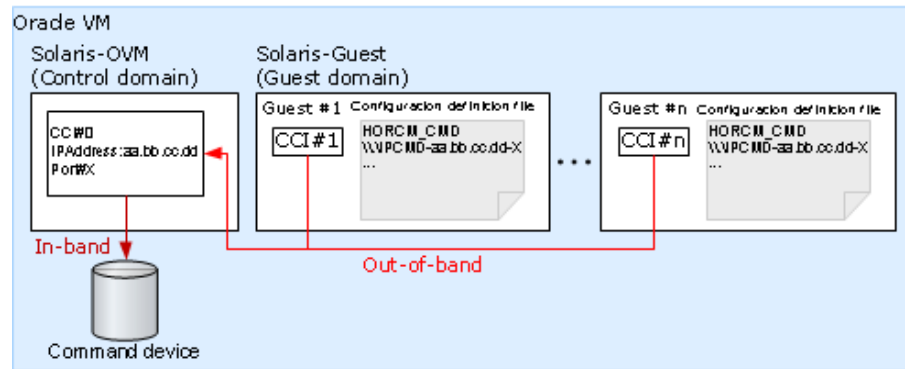 Oracle VM
Solaris-OVM
(Control domain)
CCI#0
IPAddress:aa.bb.cc.dd
Port#X
In-band
Command device
Solaris-Guest
(Guest domain)
Guest #1 Configuration definition file
CCI#1
HORCM_CMD
\\.\IPCMD-aa.bb.cc.dd-X
...
...
Guest #n Configuration definition file
CCI#n
HORCM_CMD
\\.\IPCMD-aa.bb.cc.dd-X
...
Out-of-band